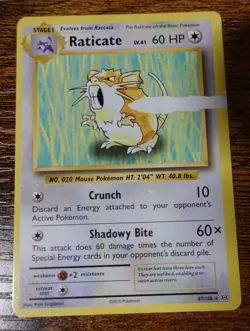 STAGE 1 Evolves from Rattata Put Raticate on the Basic Pokémon
Raticate LV.41 60 HP
NO. 020 Mouse Pokémon HT: 2'04" WT: 40.8 lbs.
Crunch 10
Discard an Energy attached to your opponent's
Active Pokémon.
Shadowy Bite 60×
This attack does 60 damage times the number
of Special Energy cards in your opponent's discard
pile.
weakness ×2 resistance
retreat cost
©2016 Pokémon